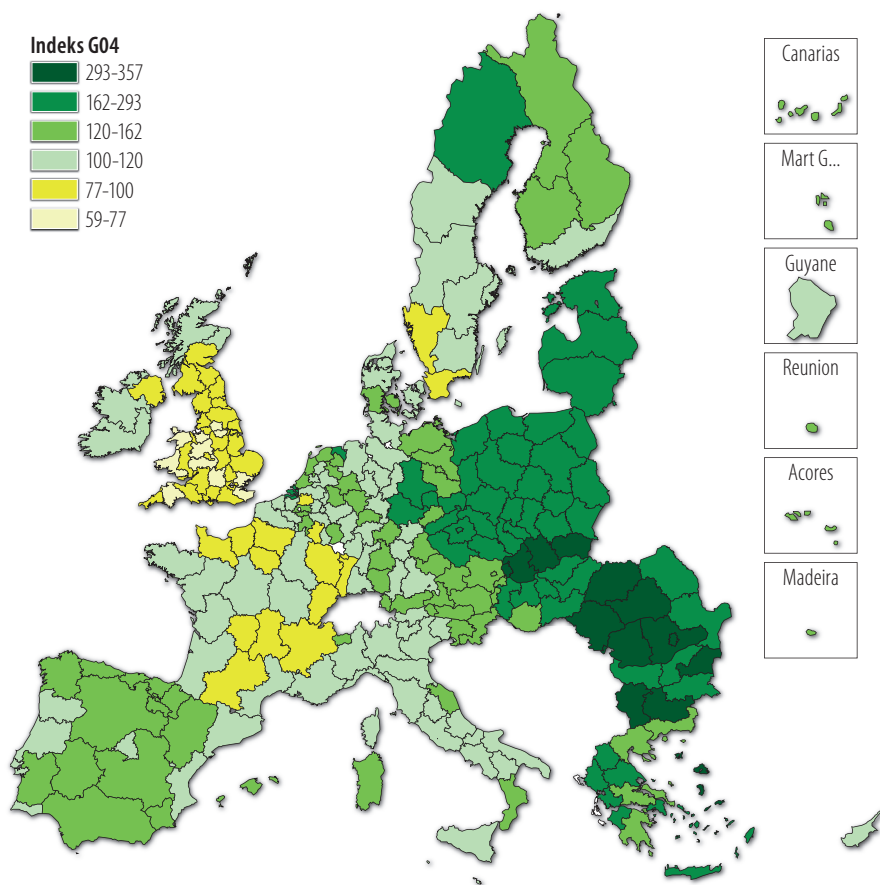 Indeks G04
293-357
162-293
120-162
100-120
77-100
59-77
Canarias
Mart G...
Guyane
Reunion
Acores
Madeira